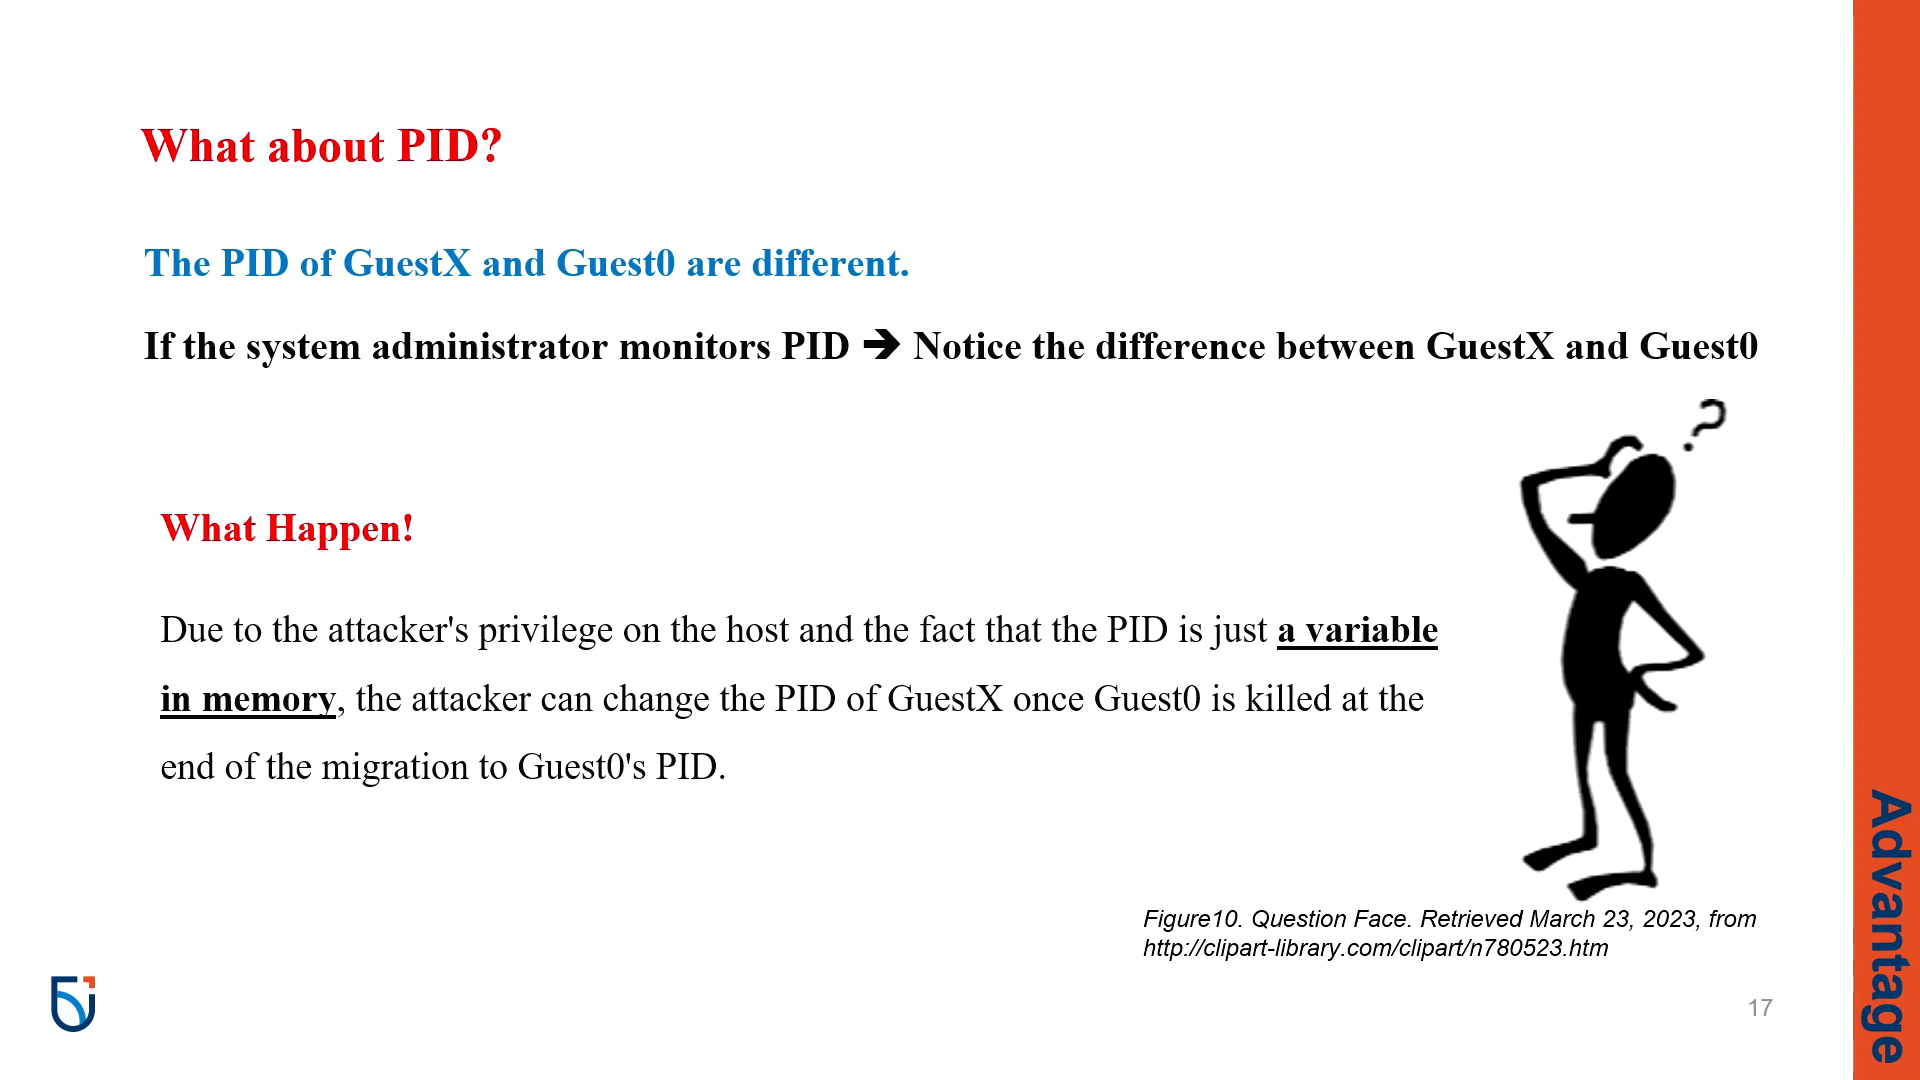 What about PID?
The PID of GuestX and Guest0 are different.
If the system administrator monitors PID ➔ Notice the difference between GuestX and Guest0
?
What Happen!
Due to the attacker's privilege on the host and the fact that the PID is just a variable
in memory, the attacker can change the PID of GuestX once Guest0 is killed at the
end of the migration to Guest0's PID.
Figure10. Question Face. Retrieved March 23, 2023, from
http://clipart-library.com/clipart/n780523.htm
17
Advantage